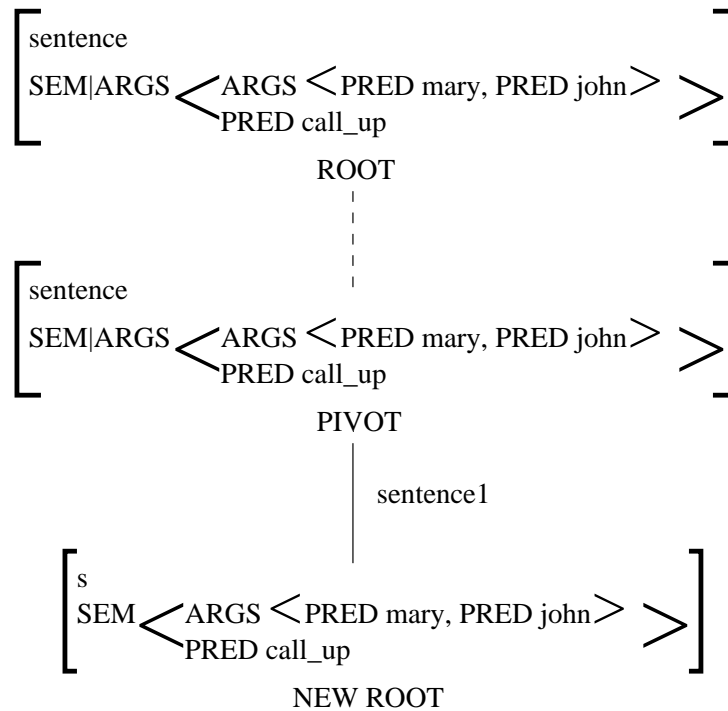 sentence
SEM|ARGS < ARGS < PRED mary, PRED john > >
PRED call_up
ROOT
sentence
SEM|ARGS < ARGS < PRED mary, PRED john > >
PRED call_up
PIVOT
sentence1
s
SEM < ARGS < PRED mary, PRED john > >
PRED call_up
NEW ROOT